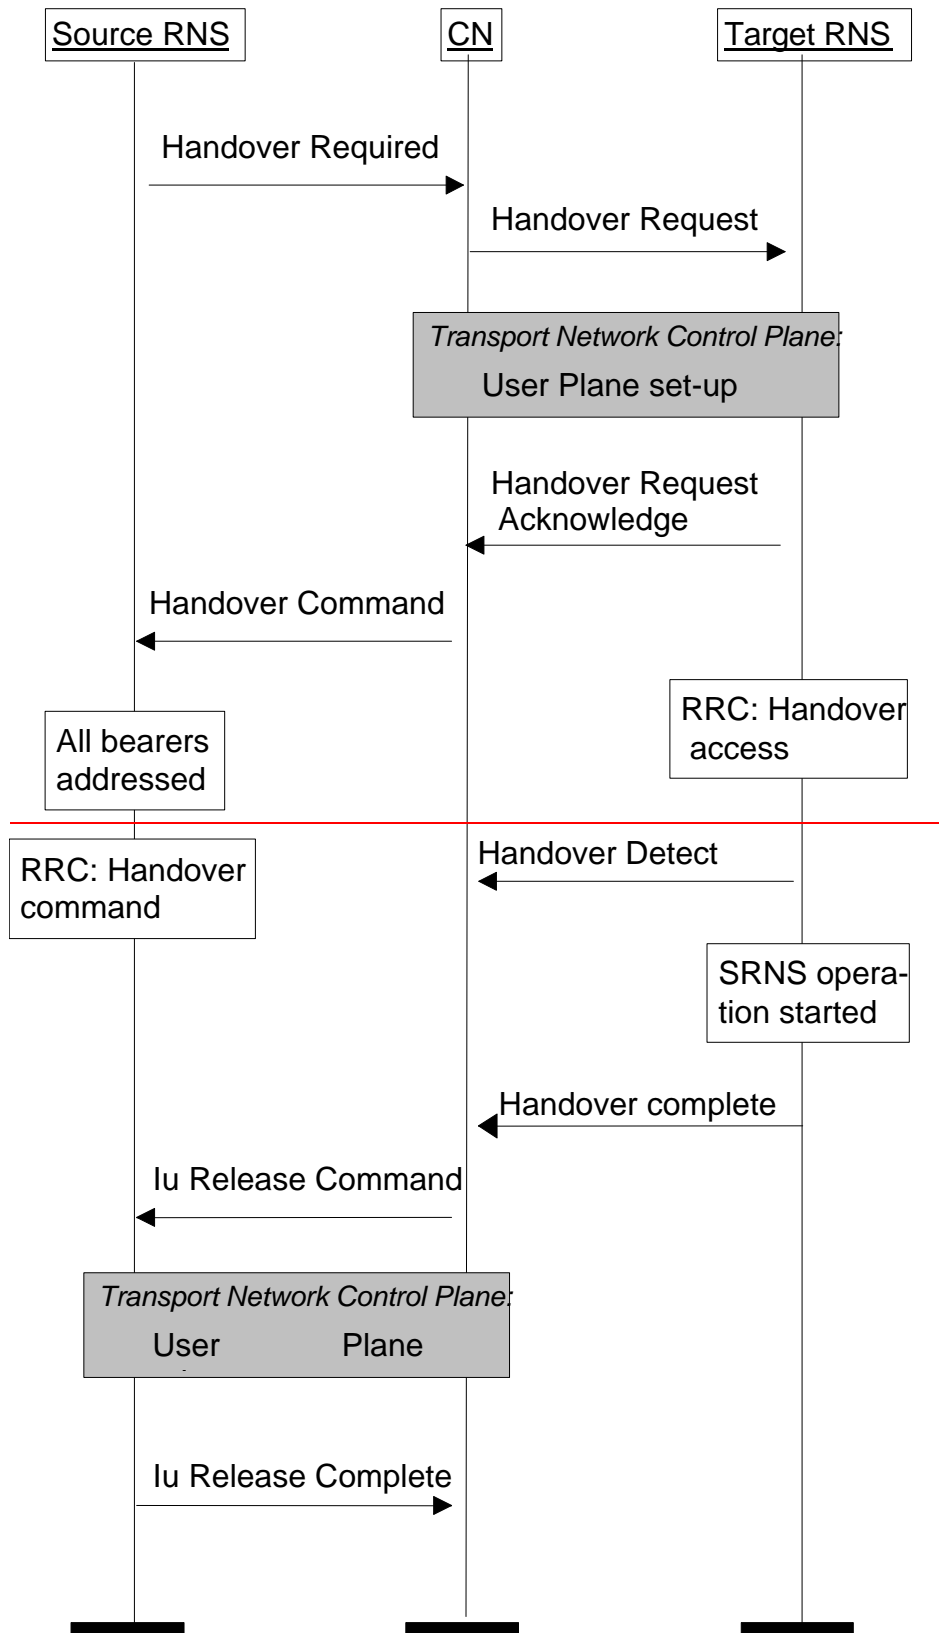 Source RNS
CN
Target RNS
Handover Required
Handover Request
Transport Network Control Plane:
User Plane set-up
Handover Request
Acknowledge
Handover Command
RRC: Handover
access
All bearers
addressed
Handover Detect
RRC: Handover
command
SRNS opera-
tion started
Handover complete
Iu Release Command
Transport Network Control Plane:
User Plane
Iu Release Complete